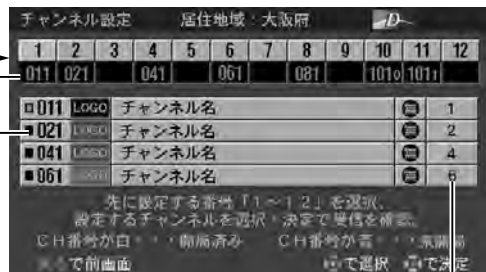 チャンネル設定 居住地域：大阪府 D
1 2 3 4 5 6 7 8 9 10 11 12
011 021 041 061 081 1010 1011
011 LOGO チャンネル名 1
021 LOGO チャンネル名 2
041 LOGO チャンネル名 4
061 LOGO チャンネル名 6
先に設定する番号「1〜12」を選択、
設定するチャンネルを選択・決定で受信を確認。
CH番号が白・・・開局済み CH番号が青・・・未開局
で前画面 で選択 で決定